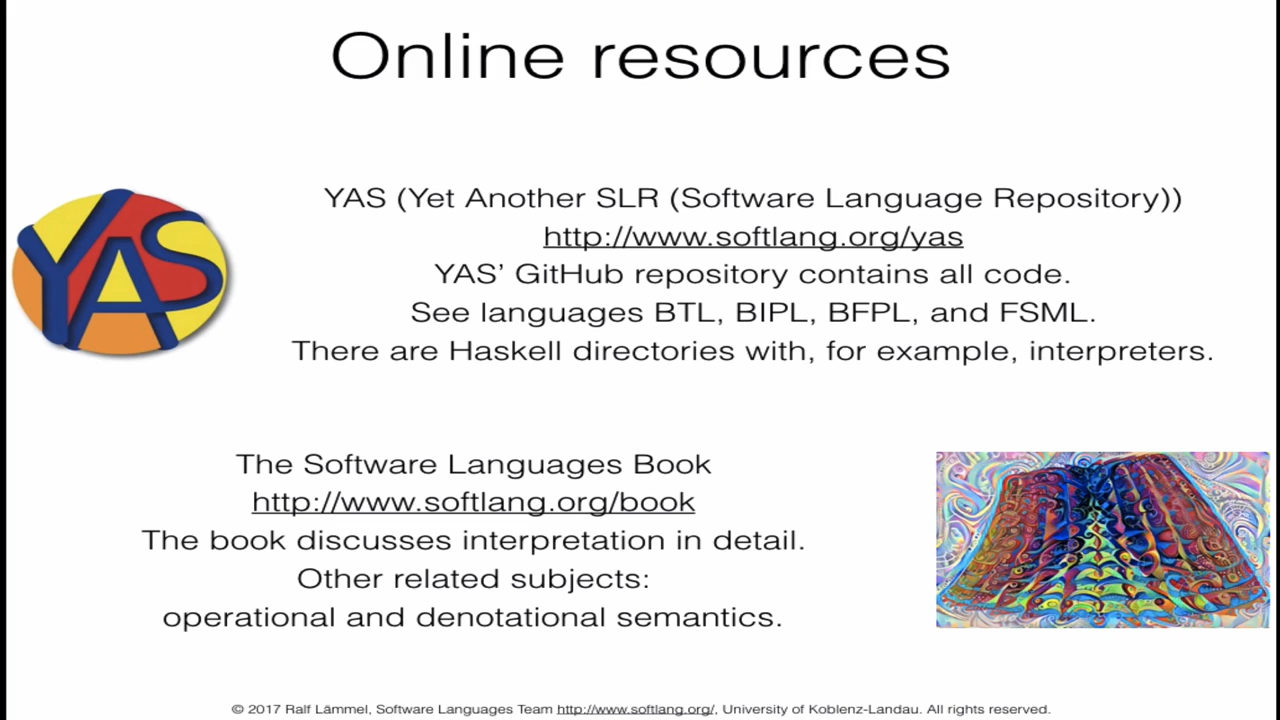 Online resources
YAS
YAS (Yet Another SLR (Software Language Repository))
http://www.softlang.org/yas
YAS’ GitHub repository contains all code.
See languages BTL, BIPL, BFPL, and FSML.
There are Haskell directories with, for example, interpreters.
The Software Languages Book
http://www.softlang.org/book
The book discusses interpretation in detail.
Other related subjects:
operational and denotational semantics.
© 2017 Ralf Lämmel, Software Languages Team http://www.softlang.org/, University of Koblenz-Landau. All rights reserved.